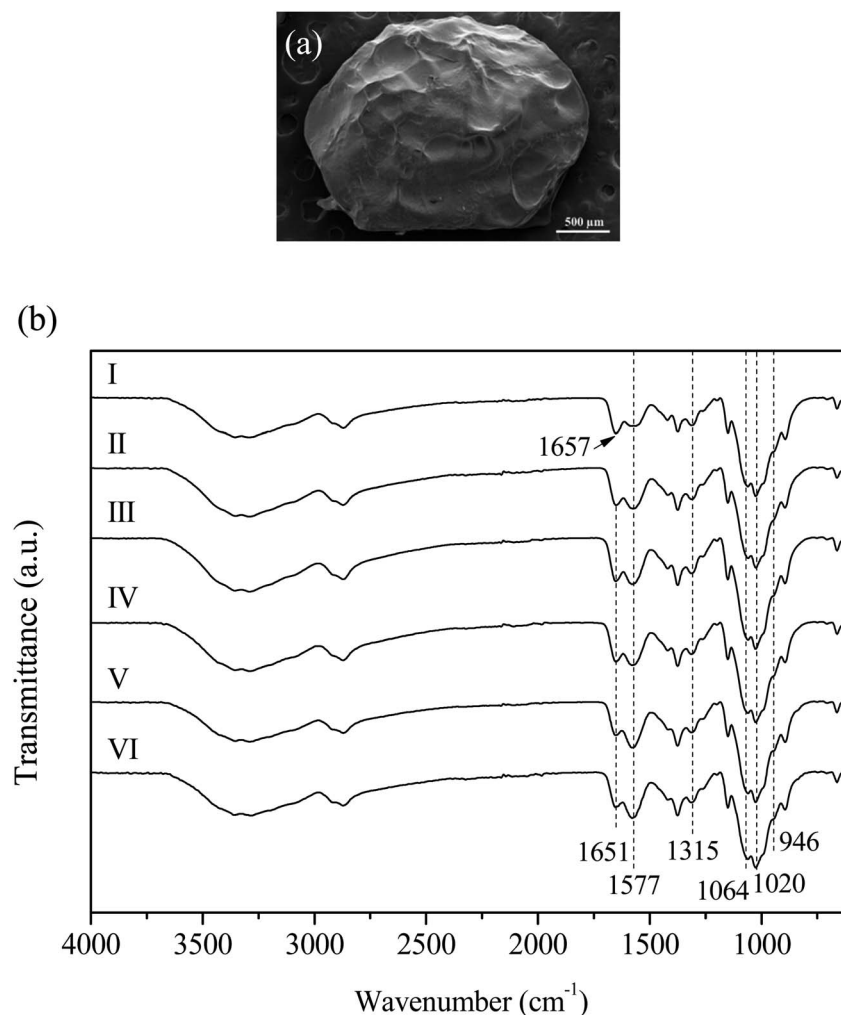 (a)
500 µm
(b)
I
1657
II
III
IV
V
VI
1651
1577
1315
1064
1020
946
Transmittance (a.u.)
4000 3500 3000 2500 2000 1500 1000
Wavenumber (cm⁻¹)